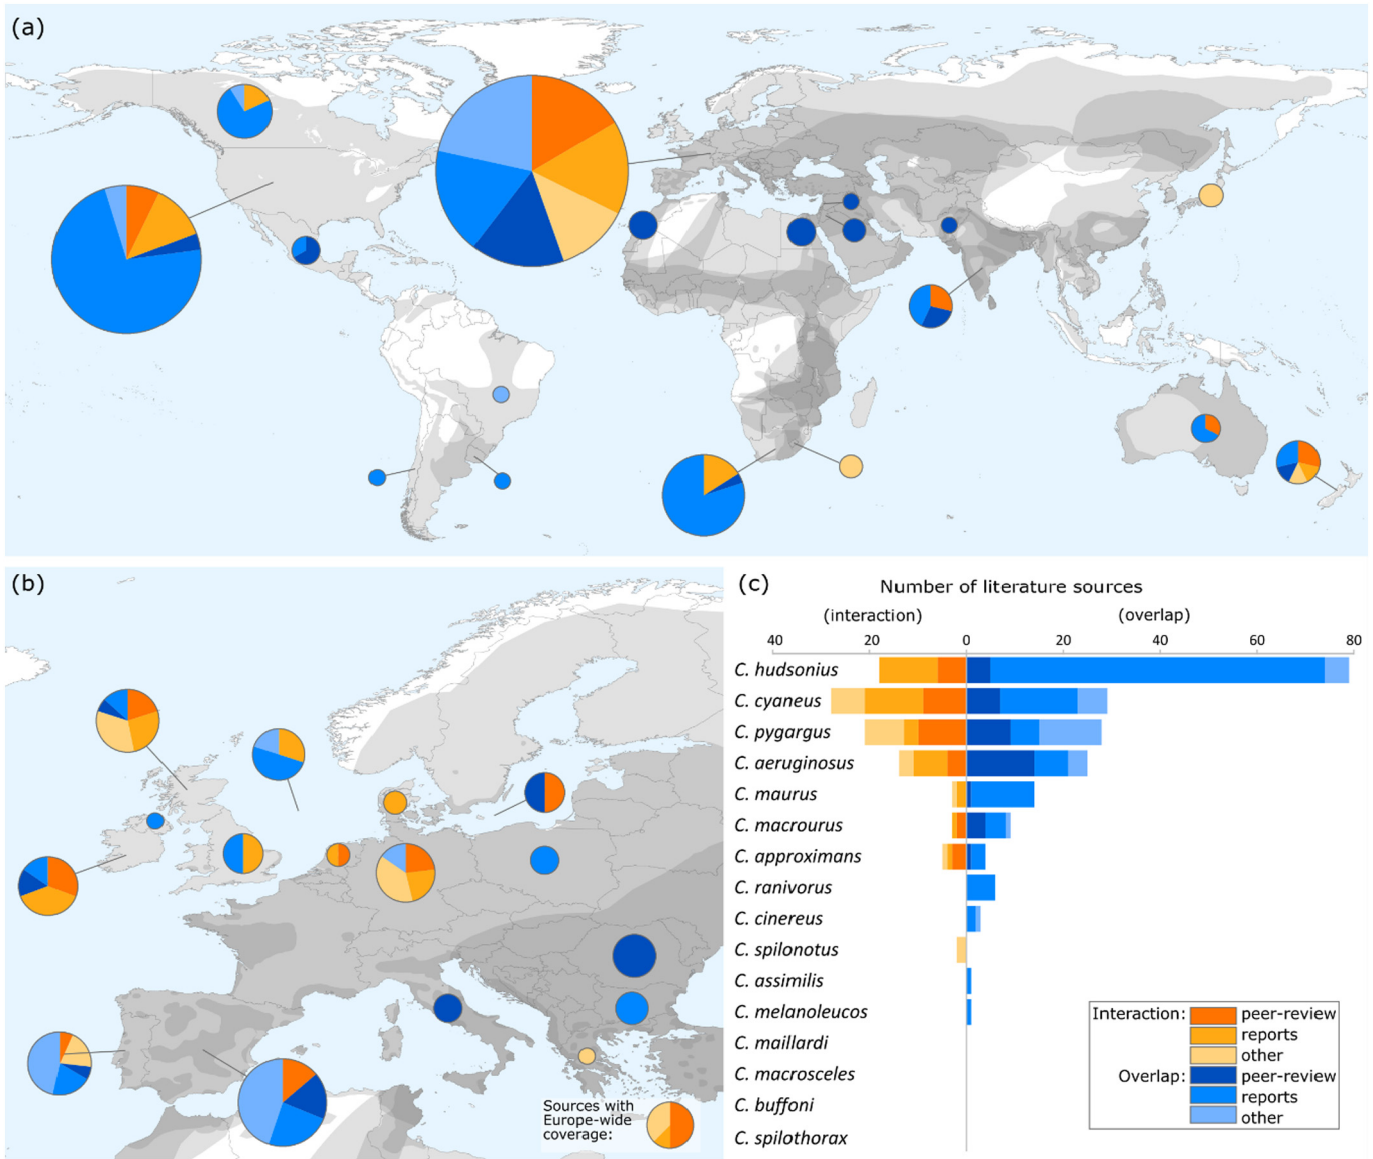 (a)
(b)
Sources with
Europe-wide
coverage:
(c)
Number of literature sources
(interaction)
(overlap)
40 20 0 20 40 60 80
C. hudsonius
C. cyaneus
C. pygargus
C. aeruginosus
C. maurus
C. macrourus
C. approximans
C. ranivorus
C. cinereus
C. spilonotus
C. assimilis
C. melanoleucos
C. maillardi
C. macrosceles
C. buffoni
C. spilothorax
Interaction: peer-review
reports
other
Overlap: peer-review
reports
other